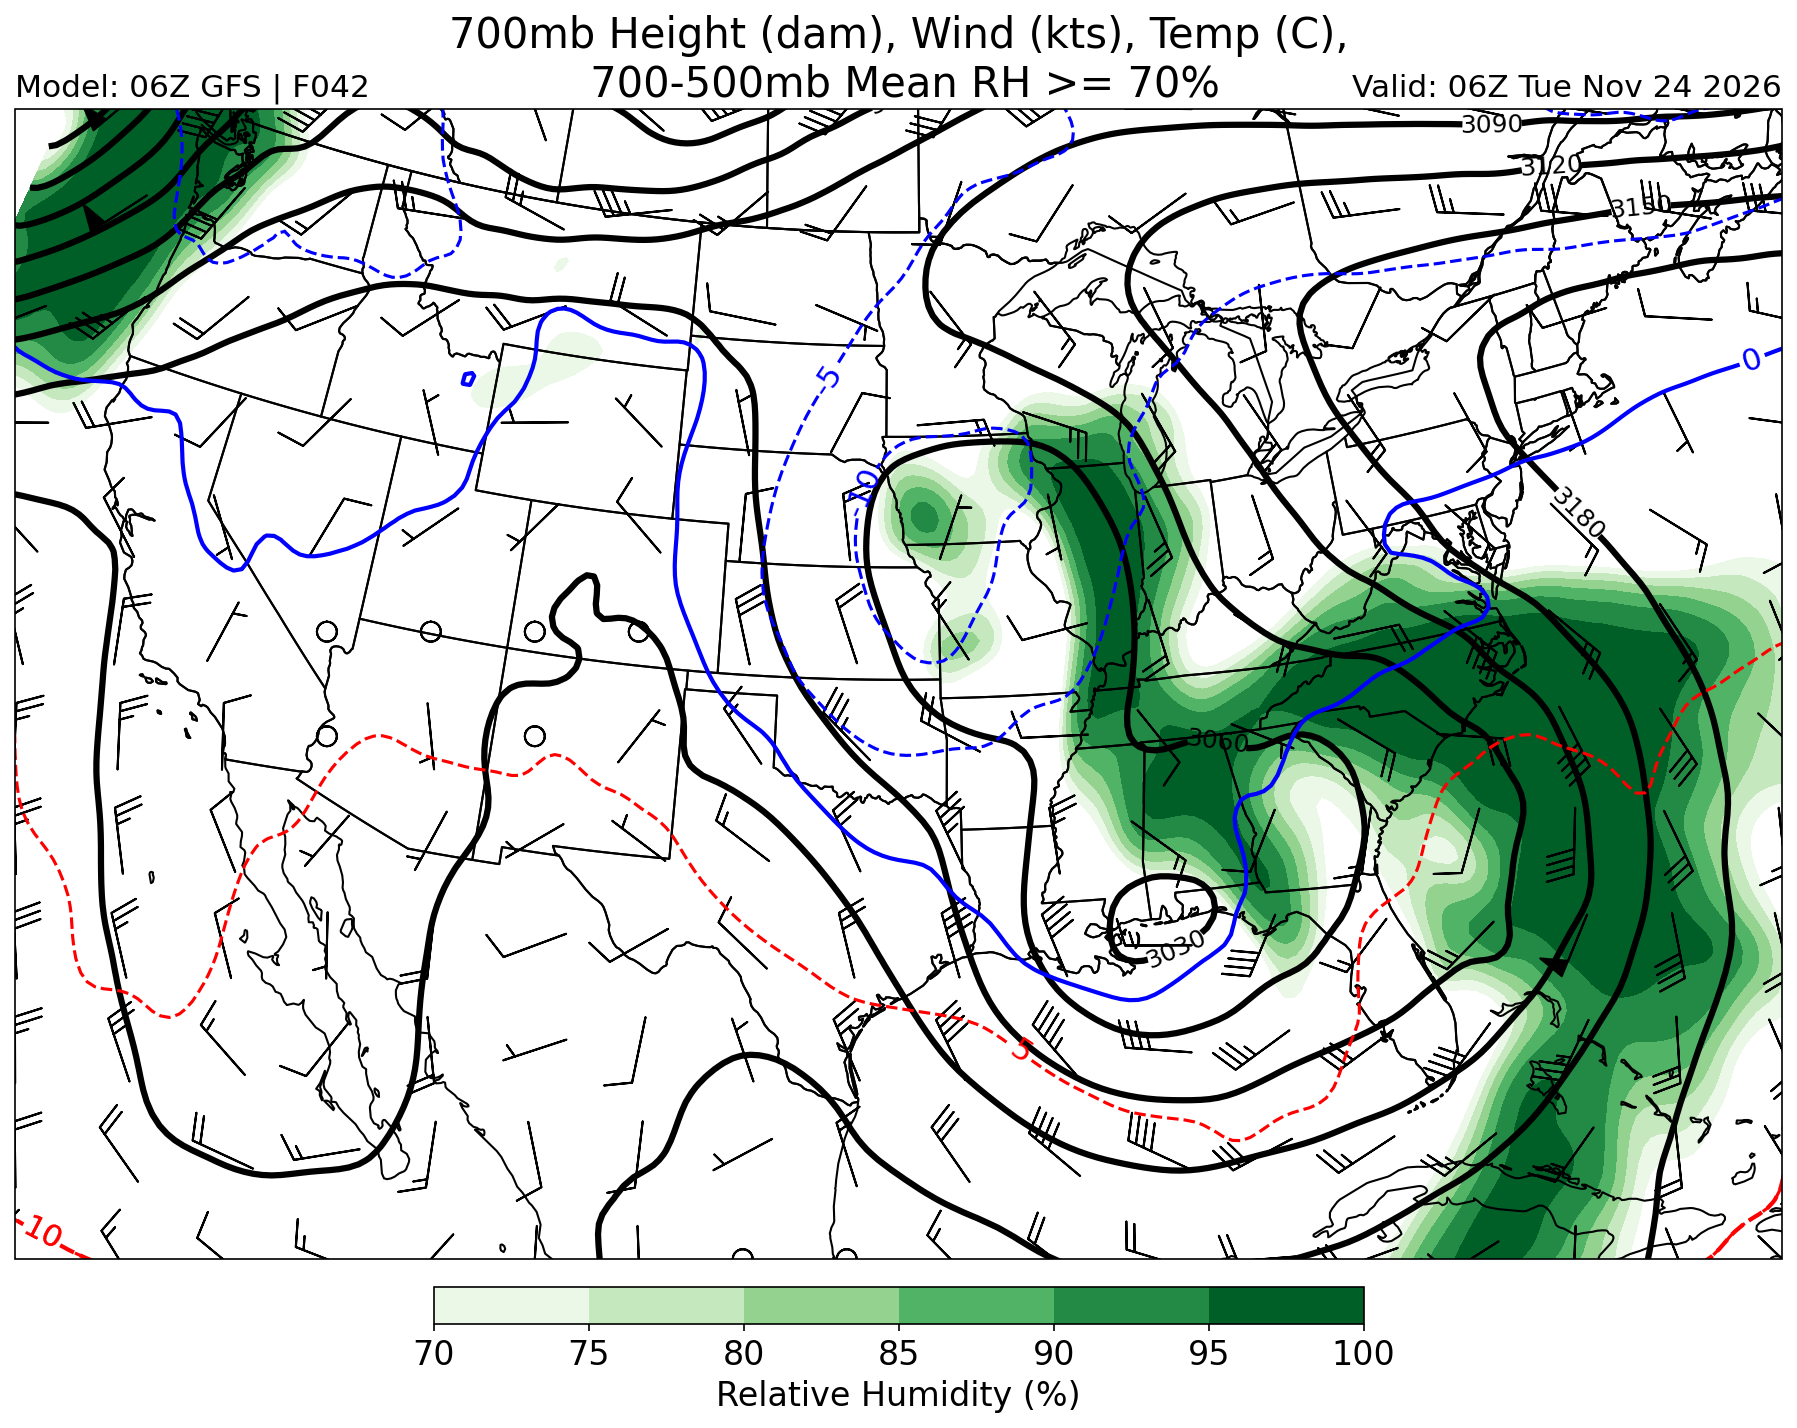 700mb Height (dam), Wind (kts), Temp (C),
700-500mb Mean RH >= 70%
Model: 06Z GFS | F042
Valid: 06Z Tue Nov 24 2026
3090
3120
3150
0
-5
-10
3180
3060
3030
5
10
70 75 80 85 90 95 100
Relative Humidity (%)